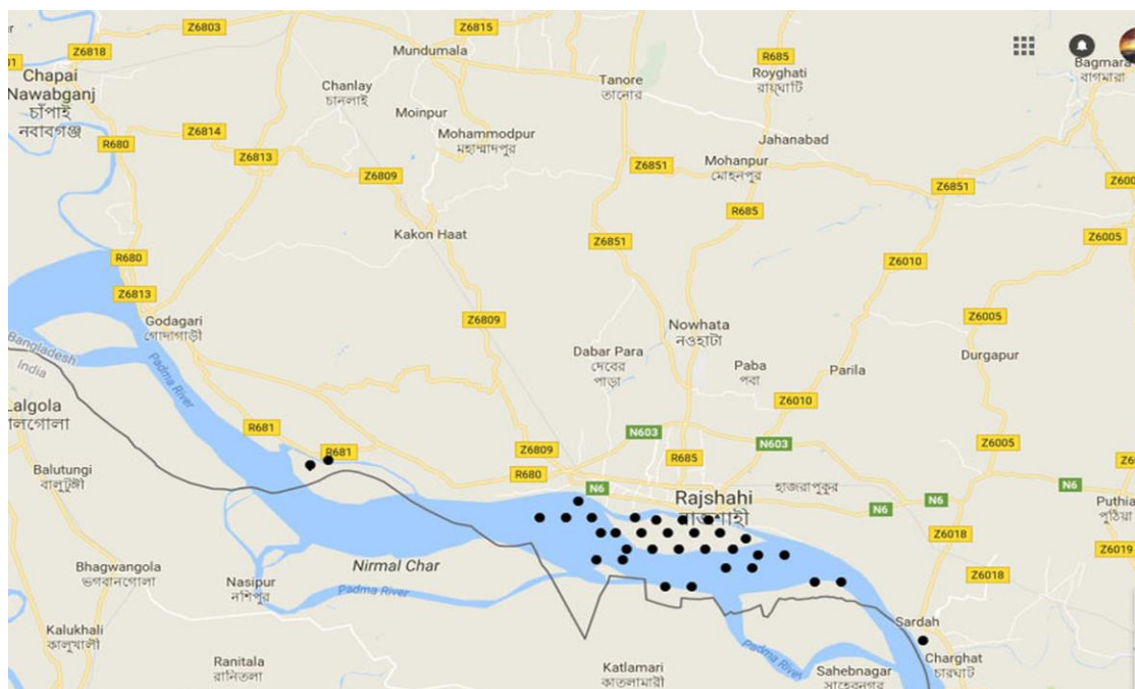 Z6803
Z6815
Z6818
Mundumala
R685
Chapai
Nawabganj
চাঁপাই
নবাবগঞ্জ
Chanlay
চানলাই
Tanore
তানোর
Royghati
রায়ঘাটি
Bagmara
বাগমারা
Moinpur
Z6814
R680
Z6813
Mohammodpur
মহাম্মাদপুর
Jahanabad
Z6809
Z6851
Mohanpur
মোহনপুর
Z6851
R685
Kakon Haat
Z6851
Z6005
R680
Z6010
Z6813
Godagari
গোদাগাড়ী
Z6809
Nowhata
নওহাটা
Z6005
Bangladesh
India
Padma River
Dabar Para
দেবের
পাড়া
Paba
পবা
Parila
Durgapur
Lalgola
Z6010
R681
R681
N603
N603
Z6809
Z6005
Balutungi
বালুটুঙ্গী
R680
R685
N6
Rajshahi
হাজরাপুকুর
N6
N6
Puthia
পুঠিয়া
Z6018
Z6019
Bhagwangola
ভগবানগোলা
Nirmal Char
Nasipur
নশিপুর
Padma River
Z6018
Kalukhali
কালুখালী
Sardah
Ranitala
রানিতলা
Katlamari
কাতলামারী
Padma River
Sahebnagar
Charghat
চারঘাট